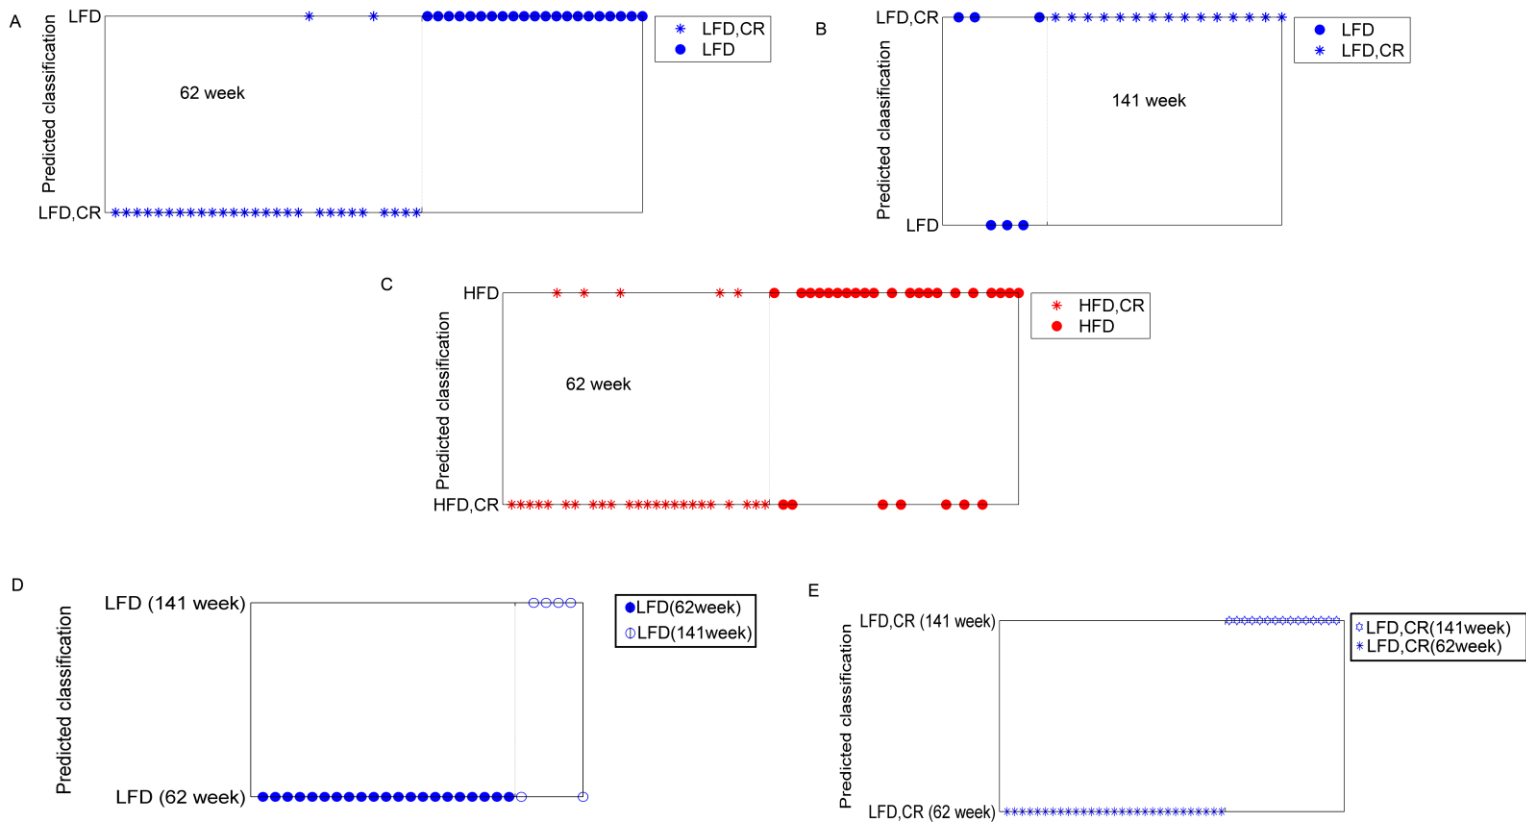 A
LFD
LFD,CR
Predicted classification
62 week
LFD,CR
LFD
B
LFD,CR
LFD
Predicted claasification
141 week
LFD
LFD,CR
C
HFD
HFD,CR
Predicted classification
62 week
HFD,CR
HFD
D
LFD (141 week)
LFD (62 week)
Predicted classification
LFD(62week)
LFD(141week)
E
LFD,CR (141 week)
LFD,CR (62 week)
Predicted classification
LFD,CR(141week)
LFD,CR(62week)